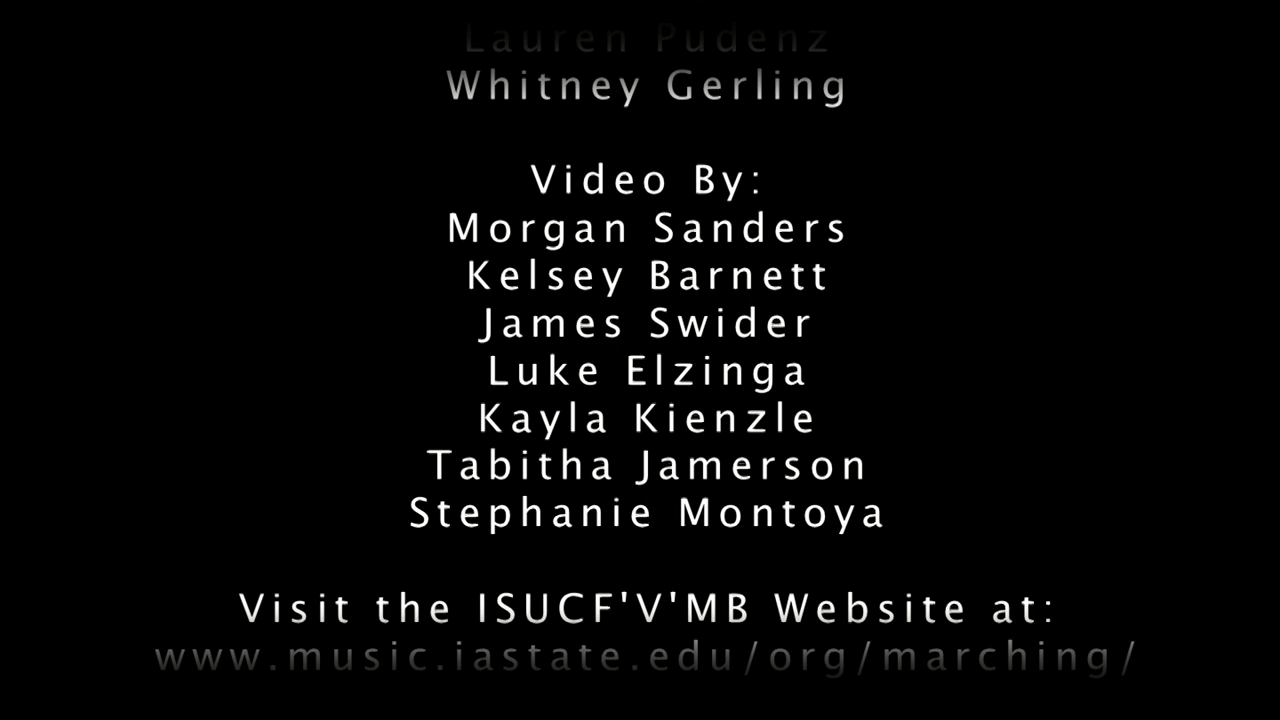 Lauren Pudenz
Whitney Gerling
Video By:
Morgan Sanders
Kelsey Barnett
James Swider
Luke Elzinga
Kayla Kienzle
Tabitha Jamerson
Stephanie Montoya
Visit the ISUCF'V'MB Website at:
www.music.iastate.edu/org/marching/